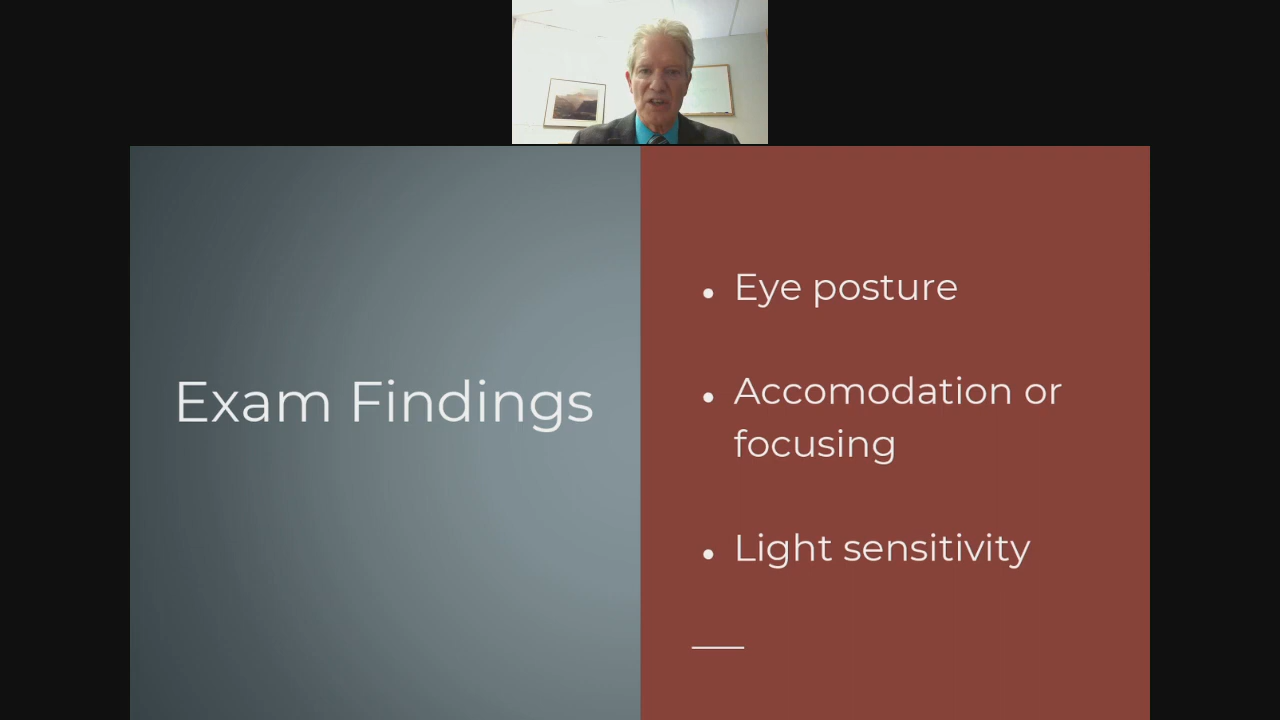 Exam Findings
• Eye posture
• Accomodation or
focusing
• Light sensitivity